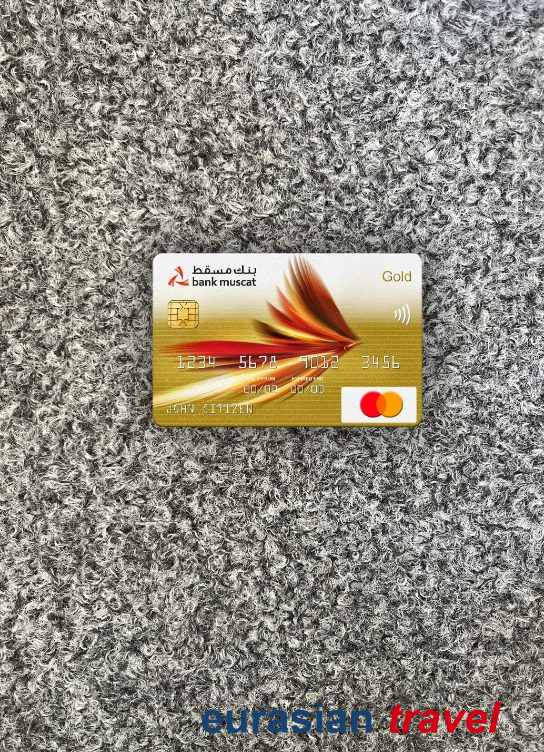 بنك مسقط
bank muscat
Gold
1234 5678 9012 3456
00/00 00/00
JOHN CITIZEN
eurasian travel